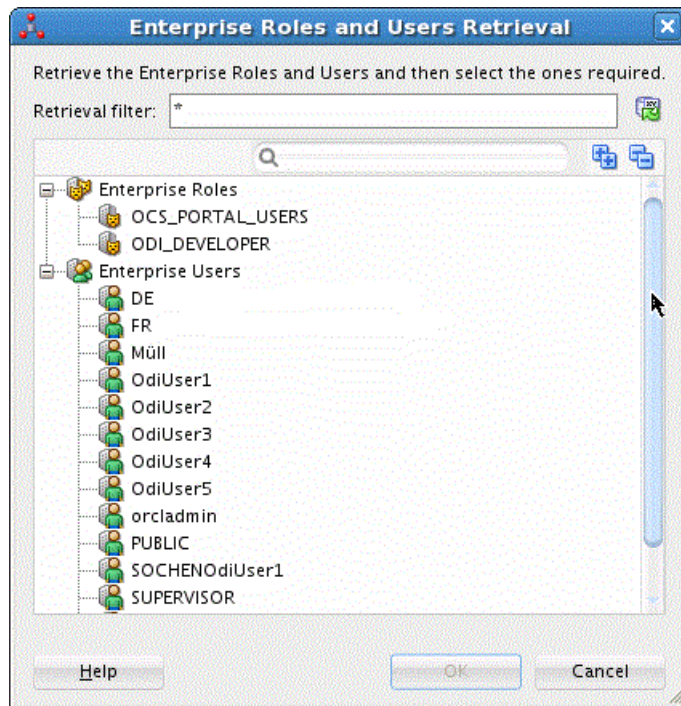 Enterprise Roles and Users Retrieval
Retrieve the Enterprise Roles and Users and then select the ones required.
Retrieval filter: *
Enterprise Roles
OCS_PORTAL_USERS
ODI_DEVELOPER
Enterprise Users
DE
FR
Müll
OdiUser1
OdiUser2
OdiUser3
OdiUser4
OdiUser5
orcladmin
PUBLIC
SOCHENOdiUser1
SUPERVISOR
Help OK Cancel